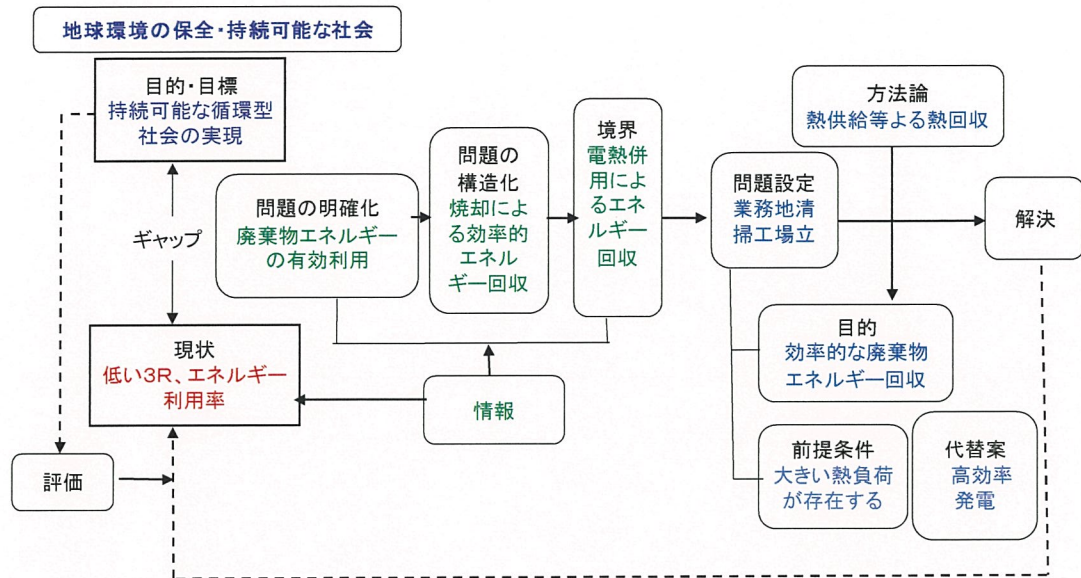 地球環境の保全・持続可能な社会
目的・目標
持続可能な循環型
社会の実現
ギャップ
現状
低い3R、エネルギー
利用率
評価
問題の明確化
廃棄物エネルギー
の有効利用
問題の
構造化
焼却によ
る効率的
エネル
ギー回収
境界
電熱併
用によ
るエネ
ルギー
回収
情報
問題設定
業務地清
掃工場立
方法論
熱供給等よる熱回収
解決
目的
効率的な廃棄物
エネルギー回収
前提条件
大きい熱負荷
が存在する
代替案
高効率
発電